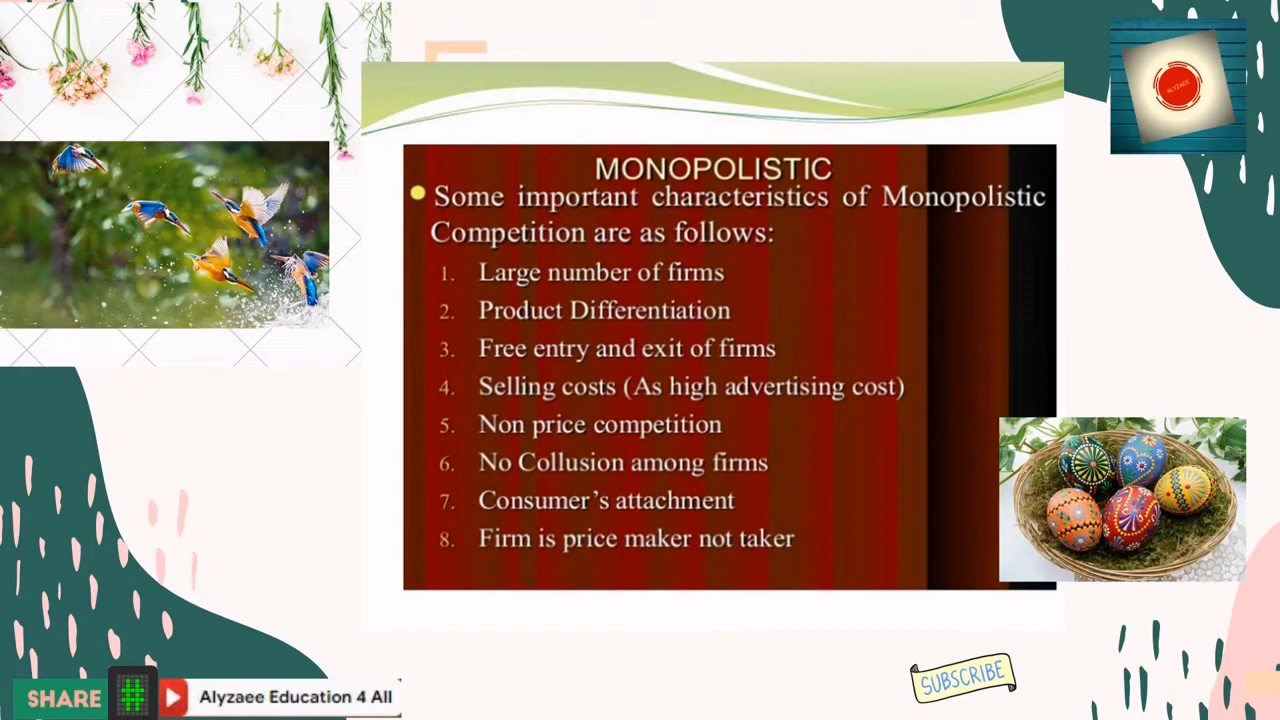 ALYZAEE
MONOPOLISTIC
Some important characteristics of Monopolistic
Competition are as follows:
1. Large number of firms
2. Product Differentiation
3. Free entry and exit of firms
4. Selling costs (As high advertising cost)
5. Non price competition
6. No Collusion among firms
7. Consumer's attachment
8. Firm is price maker not taker
SUBSCRIBE
SHARE
Alyzaee Education 4 All